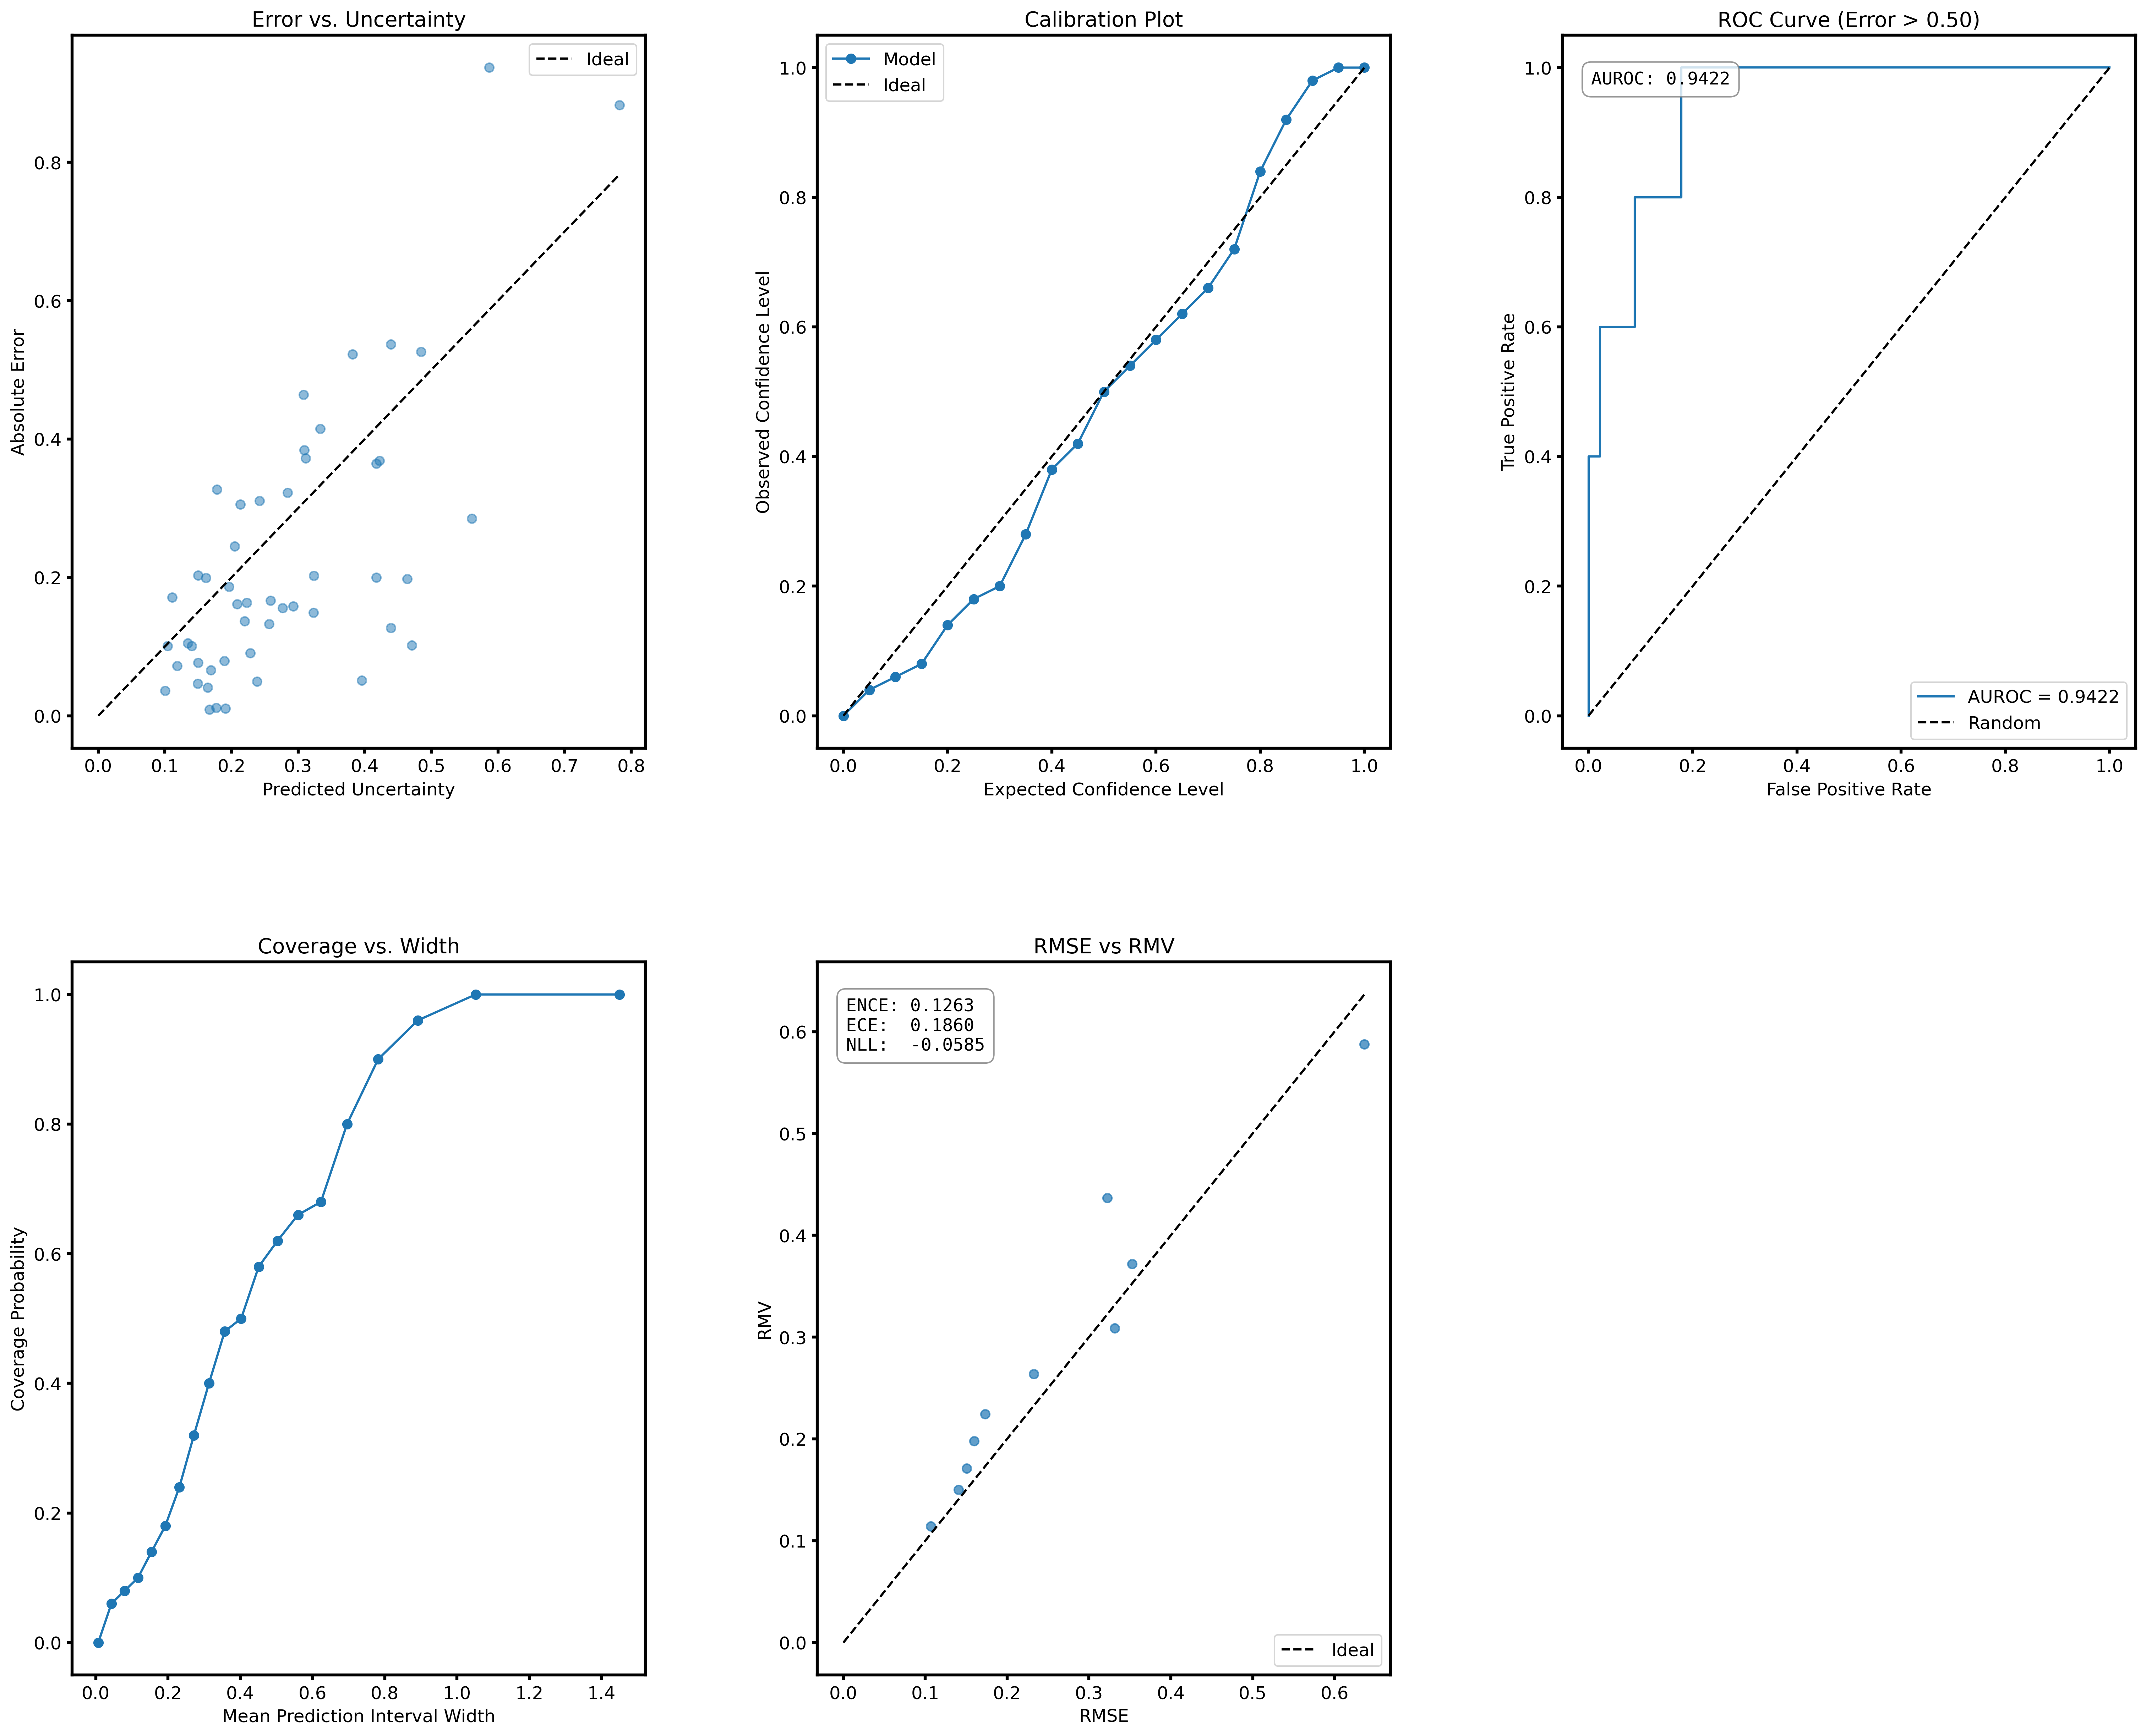 Error vs. Uncertainty
Ideal
Absolute Error
0.8
0.6
0.4
0.2
0.0
0.0 0.1 0.2 0.3 0.4 0.5 0.6 0.7 0.8
Predicted Uncertainty
Calibration Plot
Model
Ideal
Observed Confidence Level
1.0
0.8
0.6
0.4
0.2
0.0
0.0 0.2 0.4 0.6 0.8 1.0
Expected Confidence Level
ROC Curve (Error > 0.50)
AUROC: 0.9422
True Positive Rate
1.0
0.8
0.6
0.4
0.2
0.0
AUROC = 0.9422
Random
0.0 0.2 0.4 0.6 0.8 1.0
False Positive Rate
Coverage vs. Width
Coverage Probability
1.0
0.8
0.6
0.4
0.2
0.0
0.0 0.2 0.4 0.6 0.8 1.0 1.2 1.4
Mean Prediction Interval Width
RMSE vs RMV
ENCE: 0.1263
ECE: 0.1860
NLL: -0.0585
RMV
0.6
0.5
0.4
0.3
0.2
0.1
0.0
Ideal
0.0 0.1 0.2 0.3 0.4 0.5 0.6
RMSE